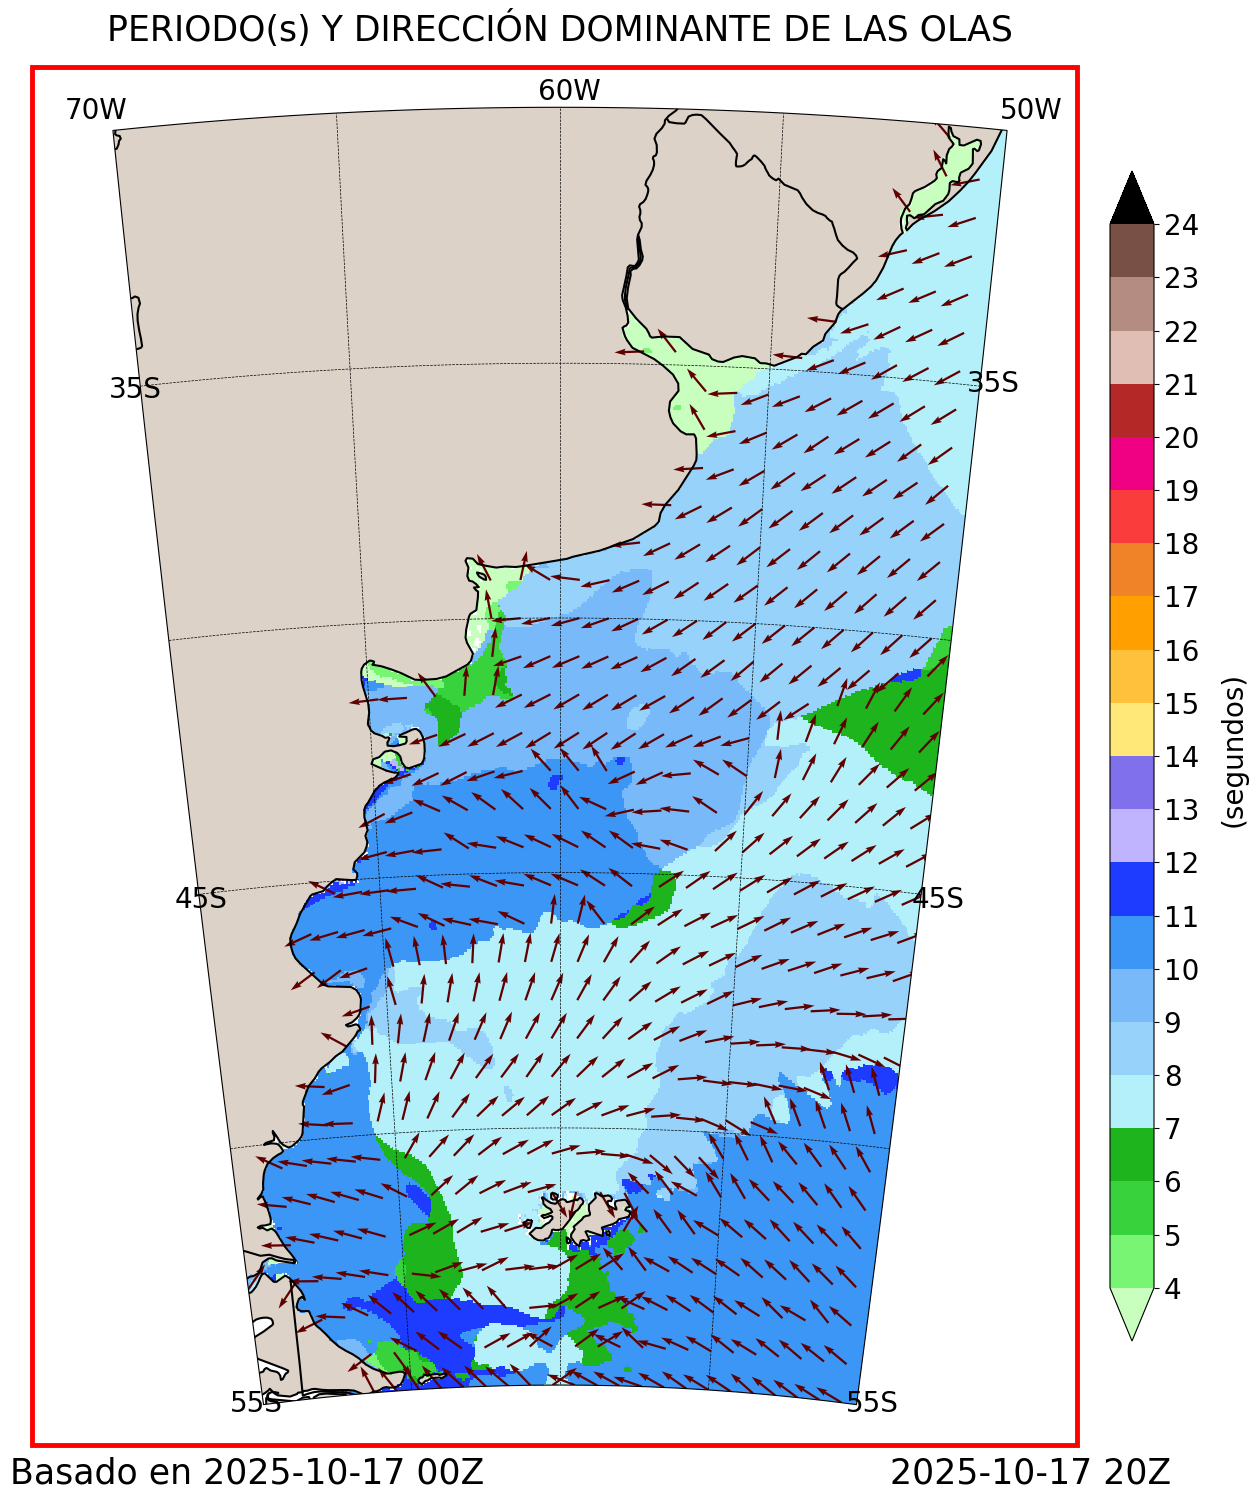 PERIODO(s) Y DIRECCIÓN DOMINANTE DE LAS OLAS
70W
60W
50W
35S
35S
45S
45S
55S
55S
24
23
22
21
20
19
18
17
16
15
14
13
12
11
10
9
8
7
6
5
4
(segundos)
Basado en 2025-10-17 00Z
2025-10-17 20Z